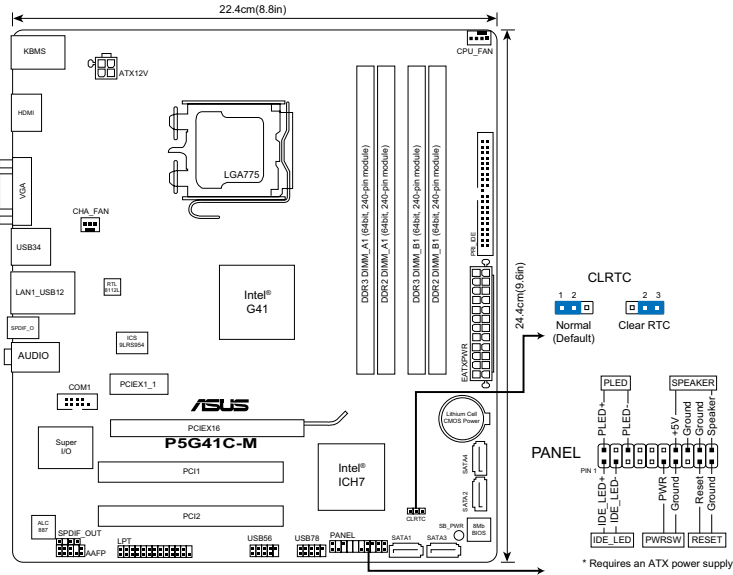 22.4cm(8.8in)
KBMS
CPU_FAN
ATX12V
HDMI
LGA775
DDR3 DIMM_A1 (64bit, 240-pin module)
DDR2 DIMM_A1 (64bit, 240-pin module)
DDR3 DIMM_B1 (64bit, 240-pin module)
DDR2 DIMM_B1 (64bit, 240-pin module)
PRI_IDE
VGA
CHA_FAN
USB34
24.4cm(9.6in)
LAN1_USB12
RTL
8112L
Intel®
G41
EATXPWR
SPDIF_O
ICS
9LRS954
AUDIO
PCIEX1_1
COM1
ASUS
PCIEX16
P5G41C-M
Lithium Cell
CMOS Power
Super
I/O
PCI1
Intel®
ICH7
SATA4
SATA2
CLRTC
PCI2
ALC
887
SPDIF_OUT
AAFP
LPT
USB56
USB78
PANEL
SATA1
SATA3
SB_PWR
8Mb
BIOS
CLRTC
1 2
2 3
Normal
(Default)
Clear RTC
PLED
SPEAKER
PLED+
PLED-
+5V
Ground
Ground
Speaker
PANEL
PIN 1
IDE_LED+
IDE_LED-
PWR
Ground
Reset
Ground
IDE_LED
PWRSW
RESET
* Requires an ATX power supply